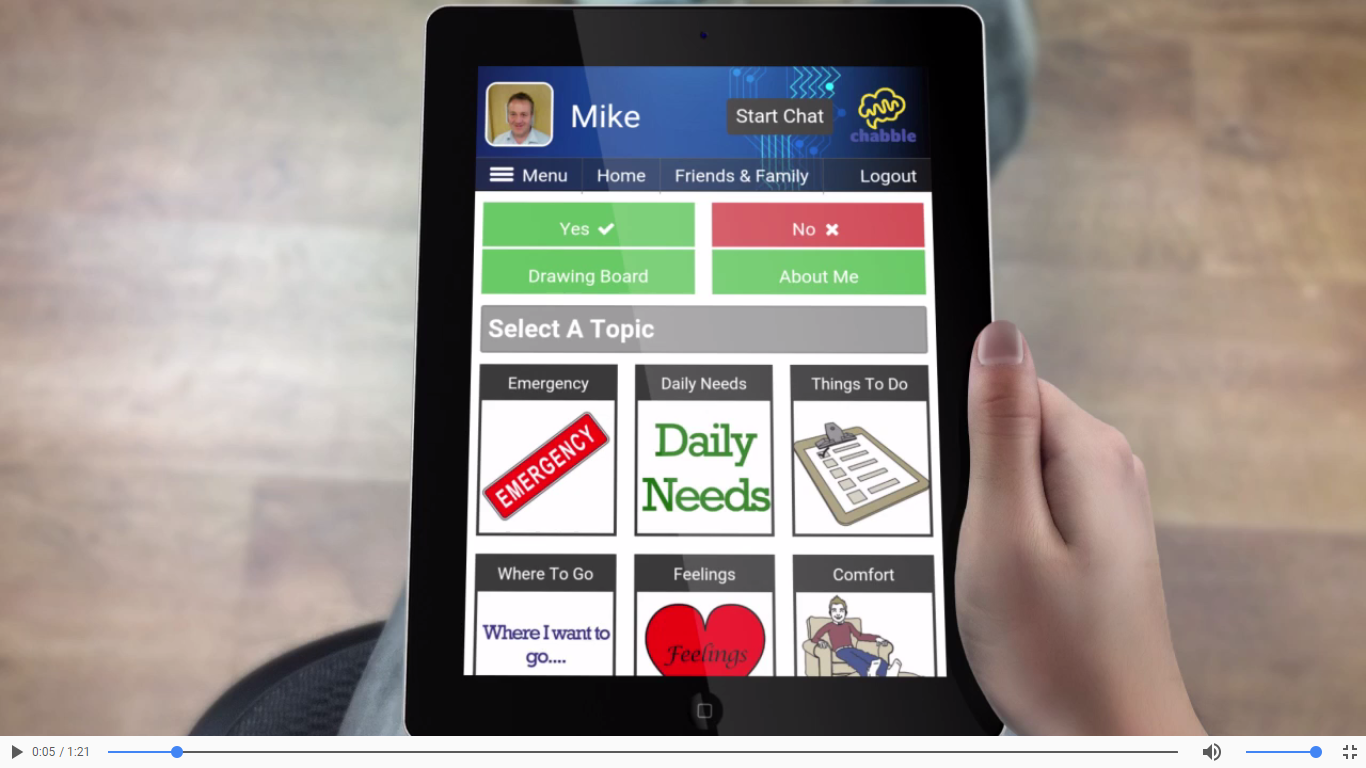 Mike
Start Chat
chabble
Menu
Home
Friends & Family
Logout
Yes
No
Drawing Board
About Me
Select A Topic
Emergency
Daily Needs
Things To Do
EMERGENCY
Daily
Needs
Where To Go
Feelings
Comfort
Where I want to
go....
Feelings
0:05 / 1:21